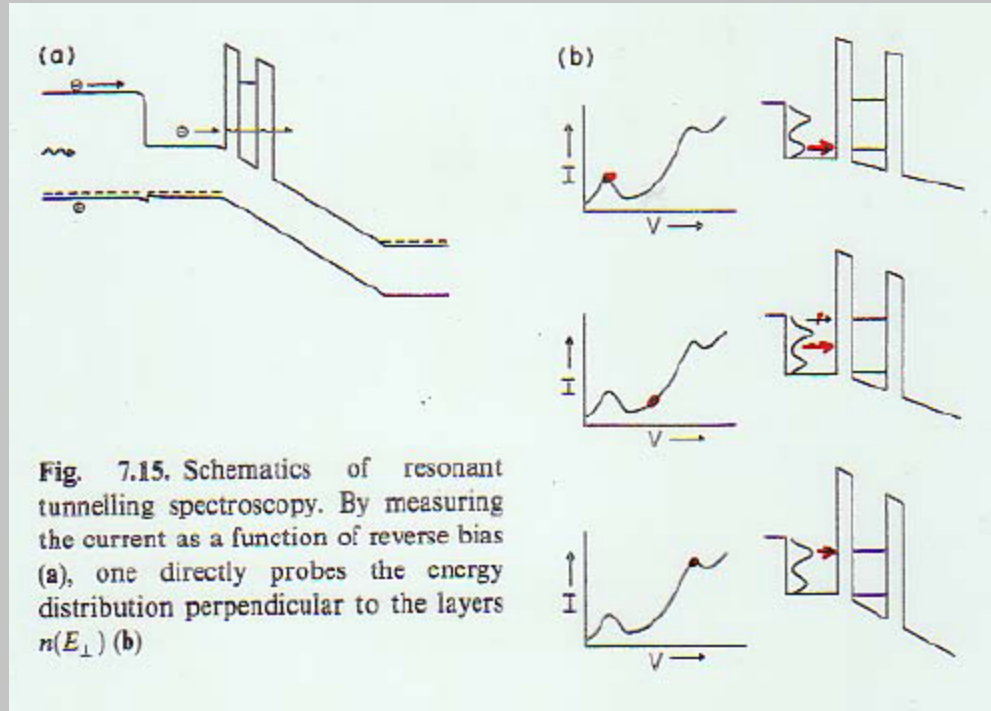 (a)
(b)
I
V
I
V
I
V
Fig. 7.15. Schematics of resonant
tunnelling spectroscopy. By measuring
the current as a function of reverse bias
(a), one directly probes the energy
distribution perpendicular to the layers
n(E⊥) (b)